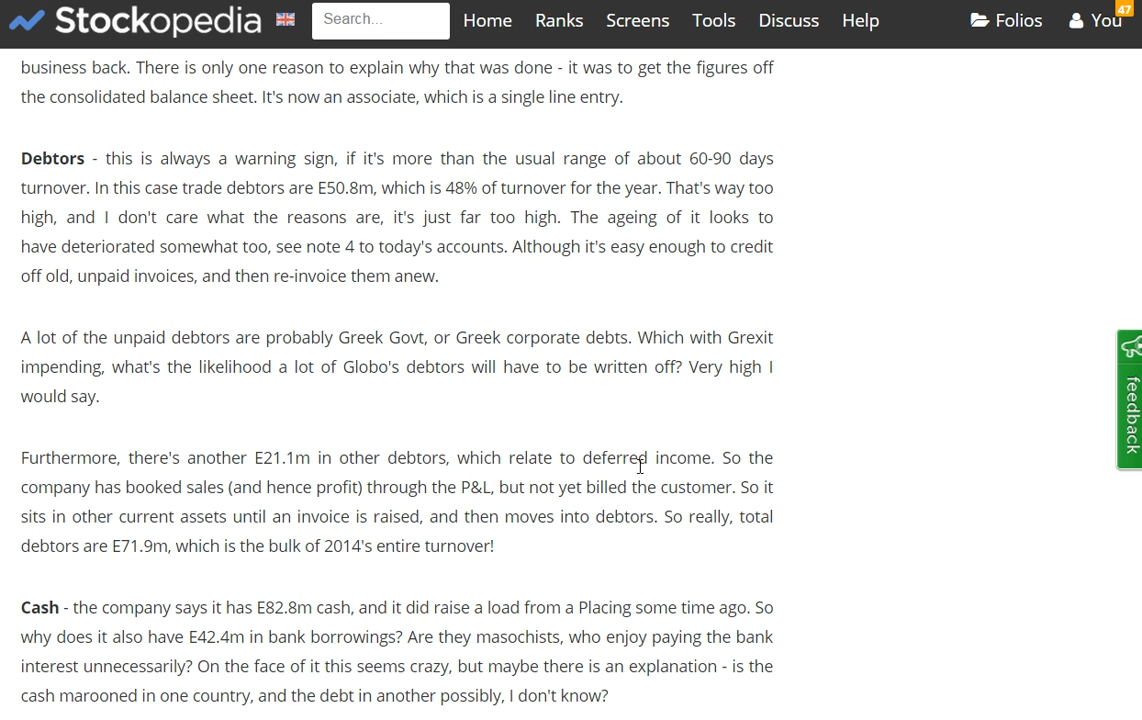 Stockopedia Search... Home Ranks Screens Tools Discuss Help Folios You 47
business back. There is only one reason to explain why that was done - it was to get the figures off
the consolidated balance sheet. It's now an associate, which is a single line entry.
Debtors - this is always a warning sign, if it's more than the usual range of about 60-90 days
turnover. In this case trade debtors are E50.8m, which is 48% of turnover for the year. That's way too
high, and I don't care what the reasons are, it's just far too high. The ageing of it looks to
have deteriorated somewhat too, see note 4 to today's accounts. Although it's easy enough to credit
off old, unpaid invoices, and then re-invoice them anew.
A lot of the unpaid debtors are probably Greek Govt, or Greek corporate debts. Which with Grexit
impending, what's the likelihood a lot of Globo's debtors will have to be written off? Very high I
would say.
Furthermore, there's another E21.1m in other debtors, which relate to deferred income. So the
company has booked sales (and hence profit) through the P&L, but not yet billed the customer. So it
sits in other current assets until an invoice is raised, and then moves into debtors. So really, total
debtors are E71.9m, which is the bulk of 2014's entire turnover!
Cash - the company says it has E82.8m cash, and it did raise a load from a Placing some time ago. So
why does it also have E42.4m in bank borrowings? Are they masochists, who enjoy paying the bank
interest unnecessarily? On the face of it this seems crazy, but maybe there is an explanation - is the
cash marooned in one country, and the debt in another possibly, I don't know?
feedback